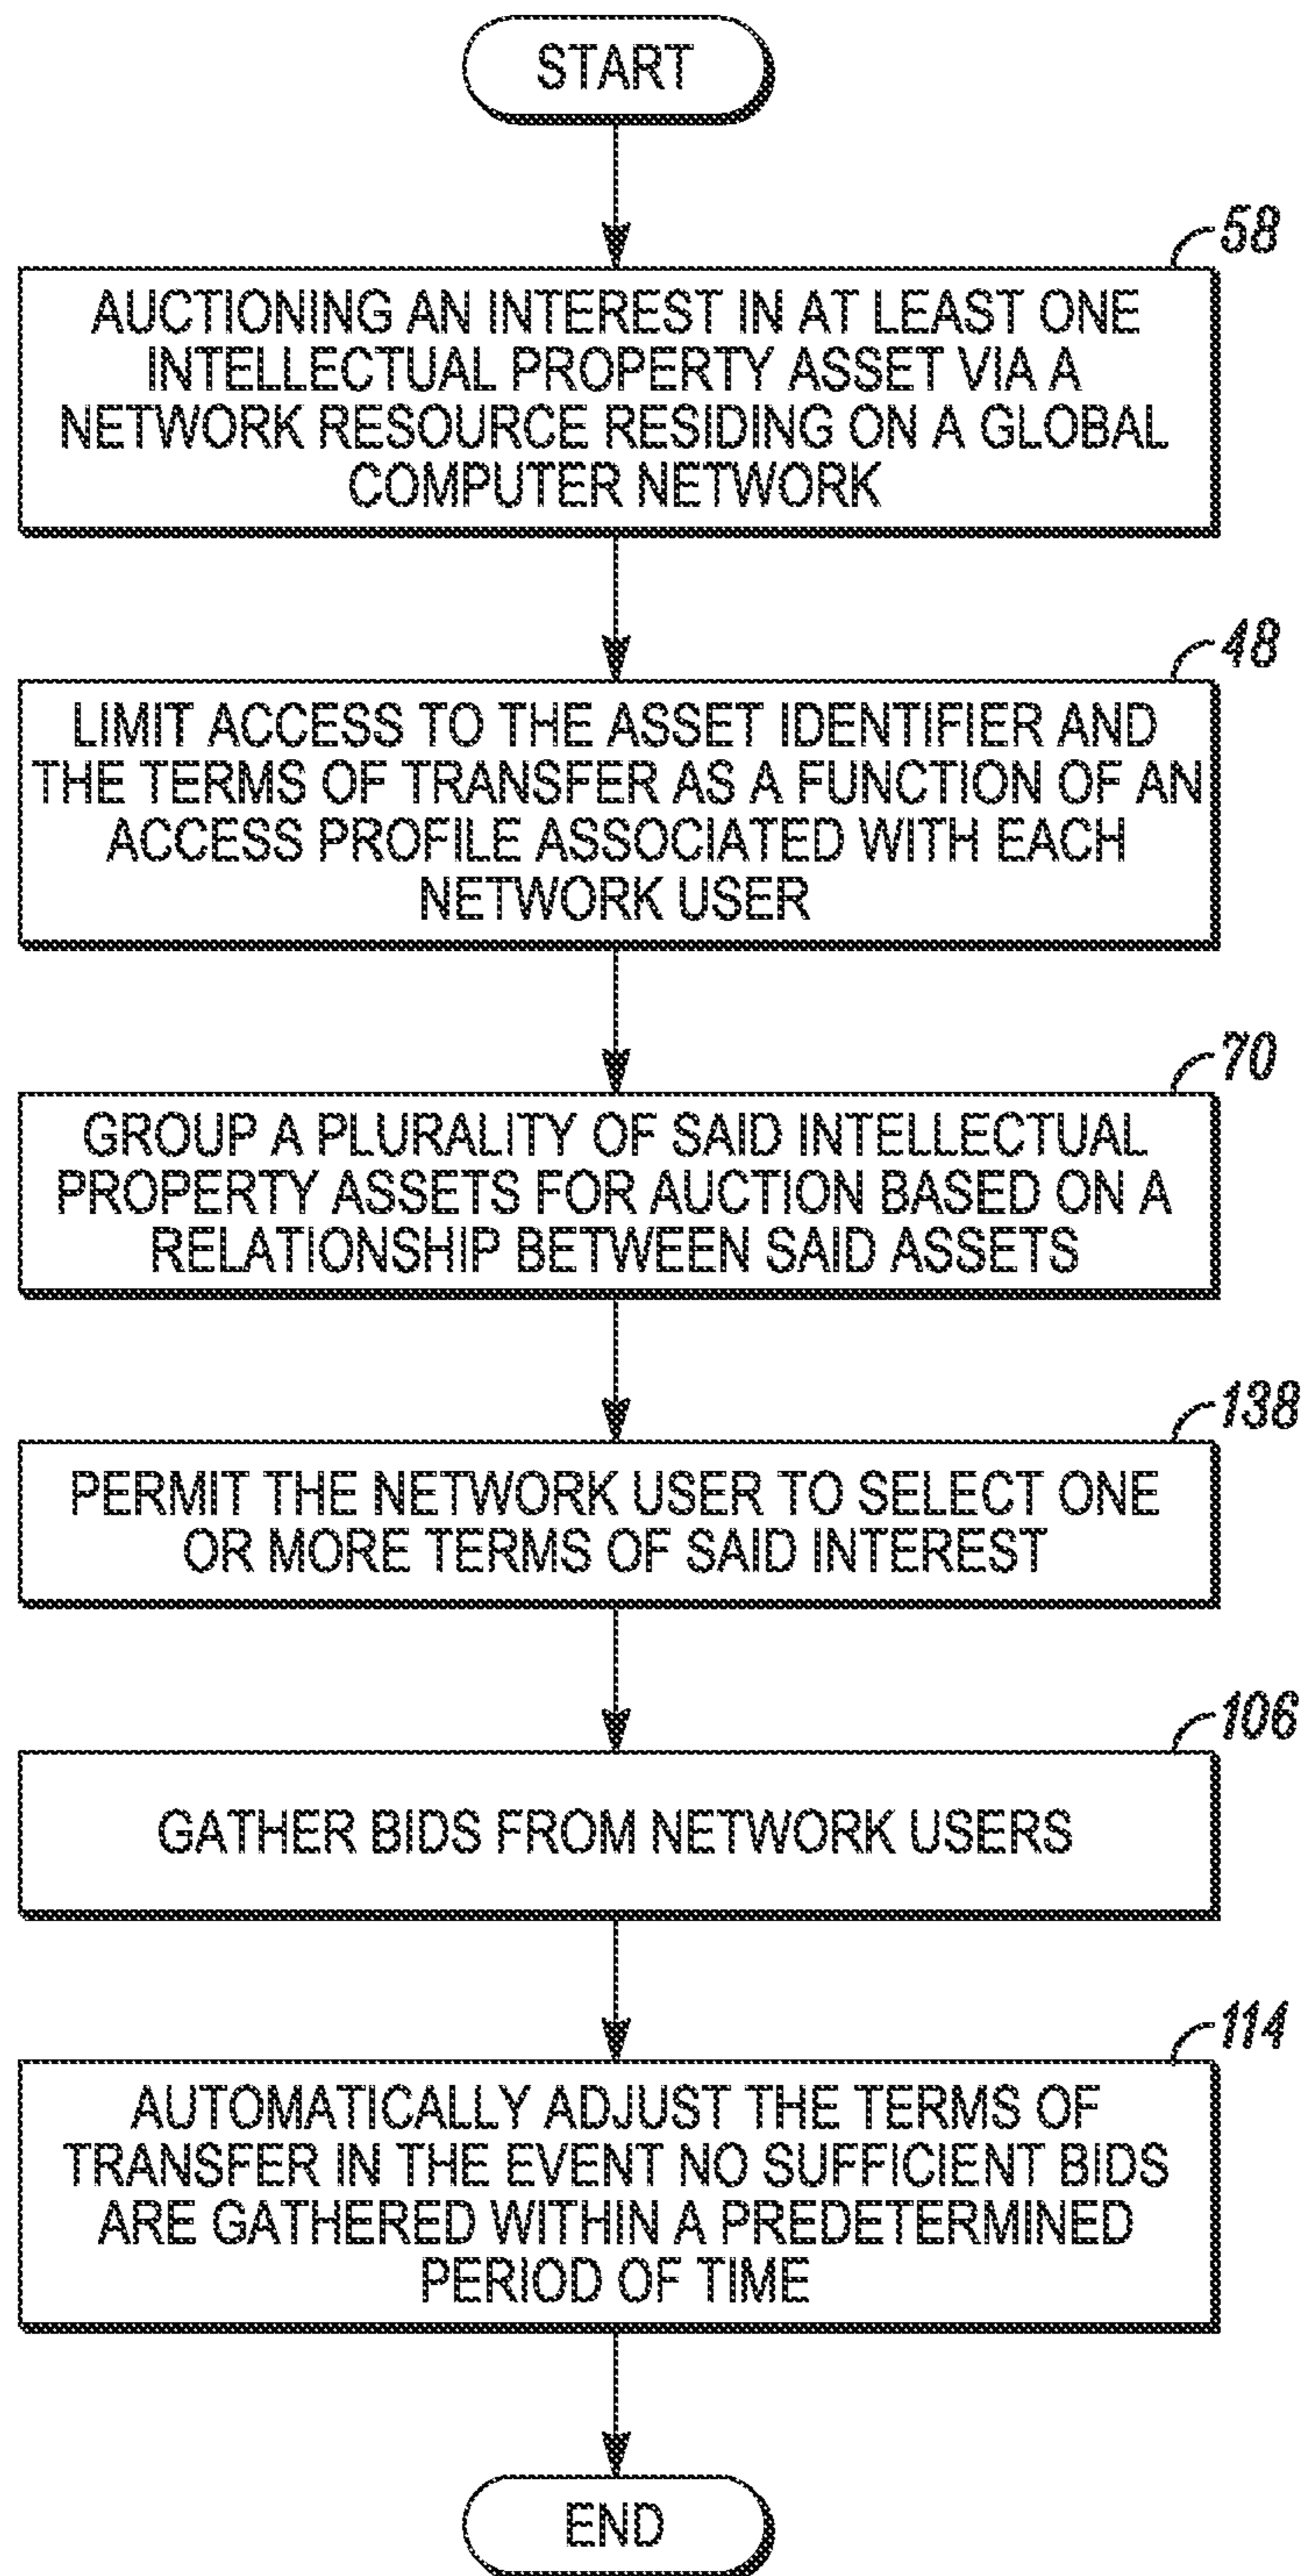 START
58
AUCTIONING AN INTEREST IN AT LEAST ONE
INTELLECTUAL PROPERTY ASSET VIA A
NETWORK RESOURCE RESIDING ON A GLOBAL
COMPUTER NETWORK
48
LIMIT ACCESS TO THE ASSET IDENTIFIER AND
THE TERMS OF TRANSFER AS A FUNCTION OF AN
ACCESS PROFILE ASSOCIATED WITH EACH
NETWORK USER
70
GROUP A PLURALITY OF SAID INTELLECTUAL
PROPERTY ASSETS FOR AUCTION BASED ON A
RELATIONSHIP BETWEEN SAID ASSETS
138
PERMIT THE NETWORK USER TO SELECT ONE
OR MORE TERMS OF SAID INTEREST
106
GATHER BIDS FROM NETWORK USERS
114
AUTOMATICALLY ADJUST THE TERMS OF
TRANSFER IN THE EVENT NO SUFFICIENT BIDS
ARE GATHERED WITHIN A PREDETERMINED
PERIOD OF TIME
END